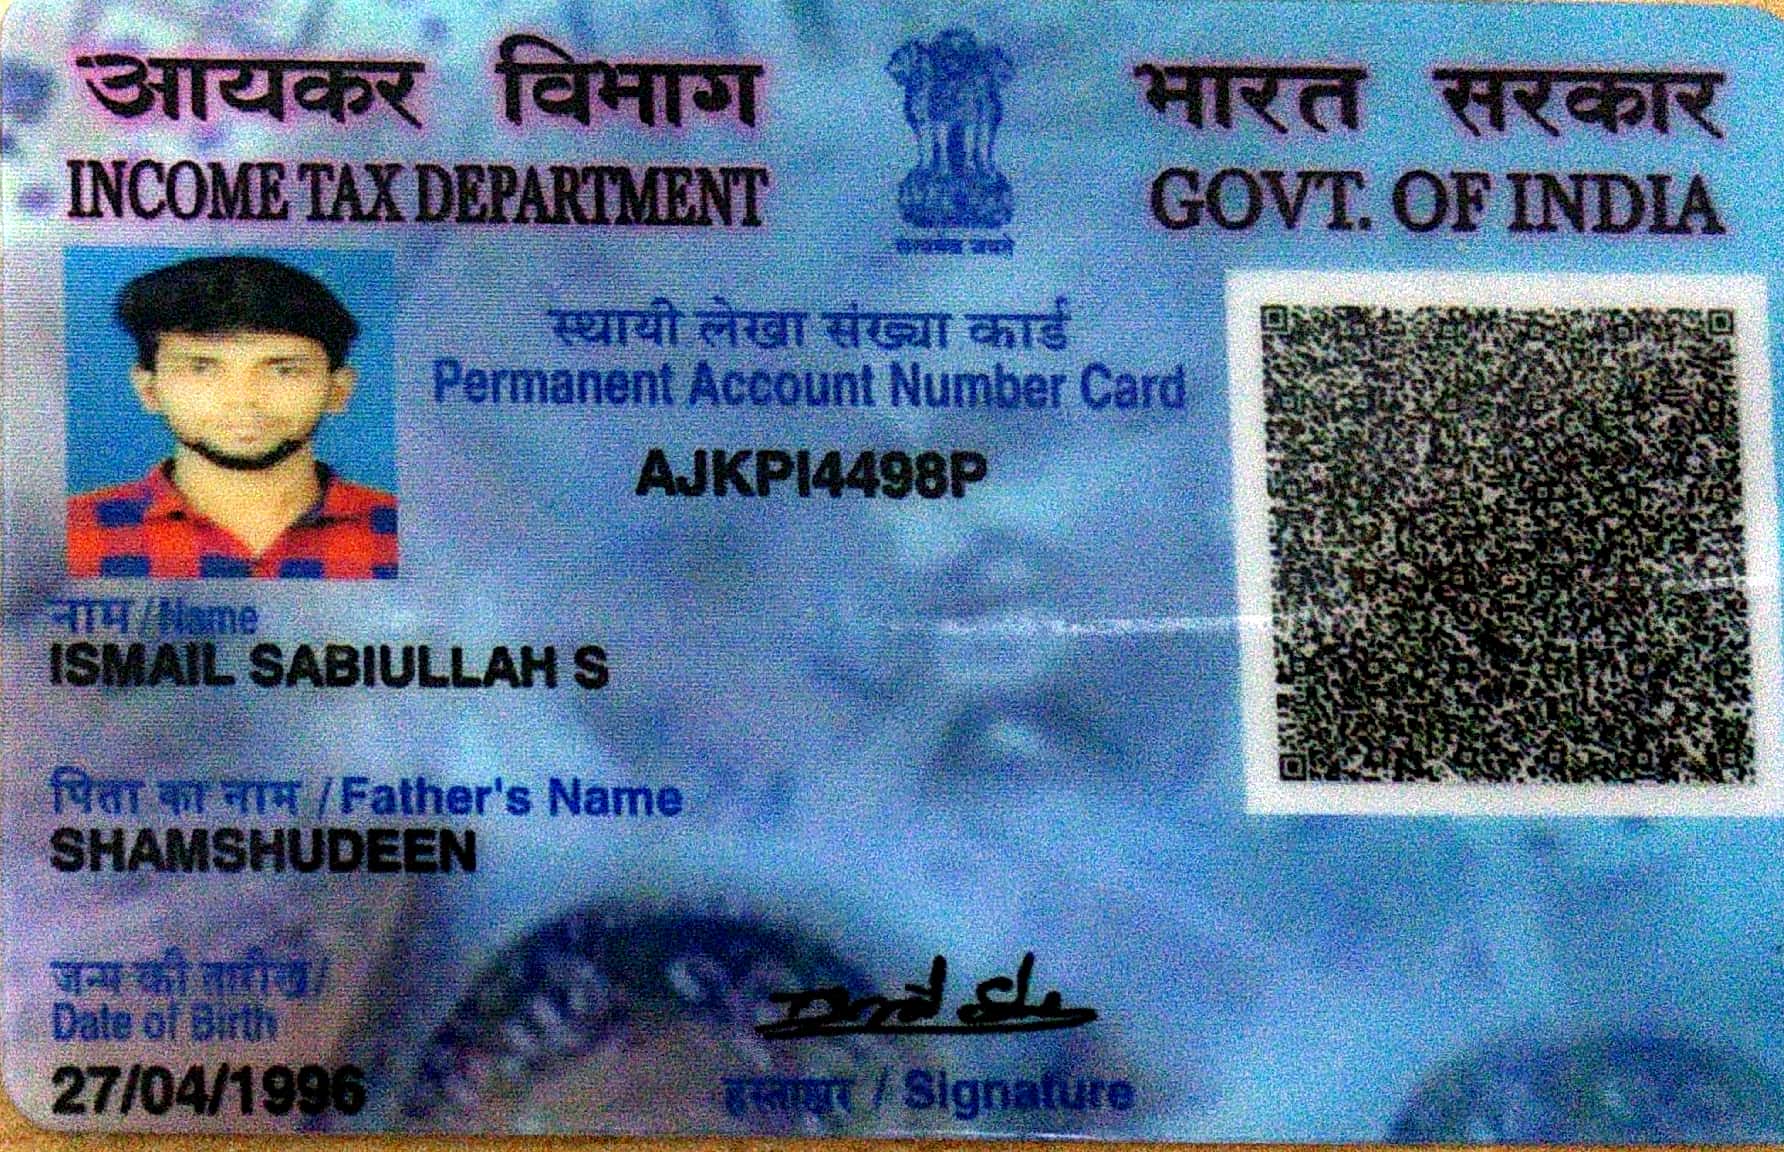 आयकर विभाग
INCOME TAX DEPARTMENT
भारत सरकार
GOVT. OF INDIA
स्थायी लेखा संख्या कार्ड
Permanent Account Number Card
AJKPI4498P
नाम / Name
ISMAIL SABIULLAH S
पिता का नाम / Father's Name
SHAMSHUDEEN
जन्म की तारीख /
Date of Birth
27/04/1996
हस्ताक्षर / Signature